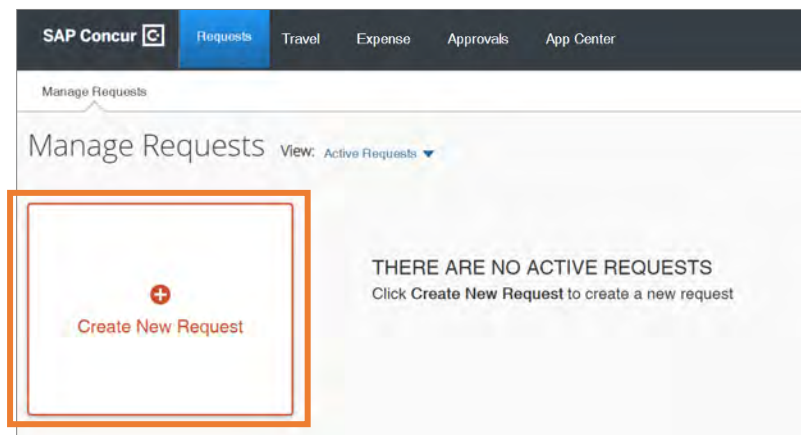 SAP Concur C Requests Travel Expense Approvals App Center
Manage Requests
Manage Requests View: Active Requests
THERE ARE NO ACTIVE REQUESTS
Click Create New Request to create a new request
Create New Request